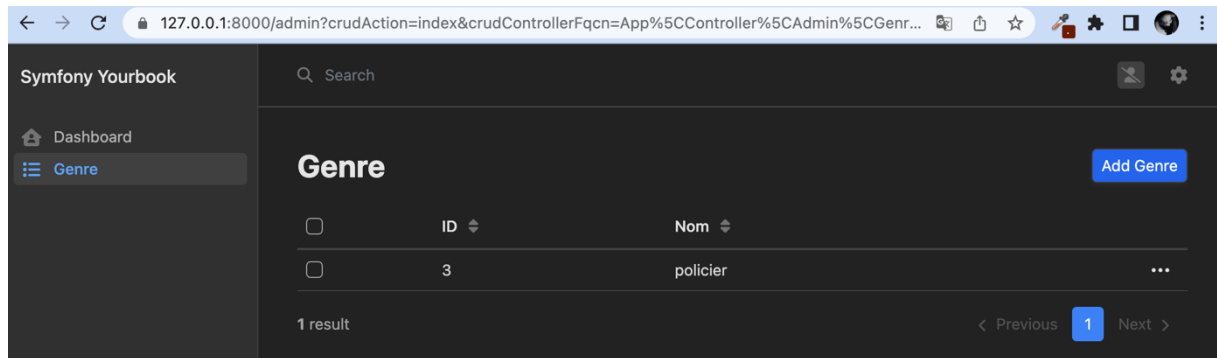 127.0.0.1:8000/admin?crudAction=index&crudControllerFqcn=App%5CController%5CAdmin%5CGenr...
Symfony Yourbook
Search
Dashboard
Genre
Genre
Add Genre
ID Nom
3 policier
1 result
Previous 1 Next